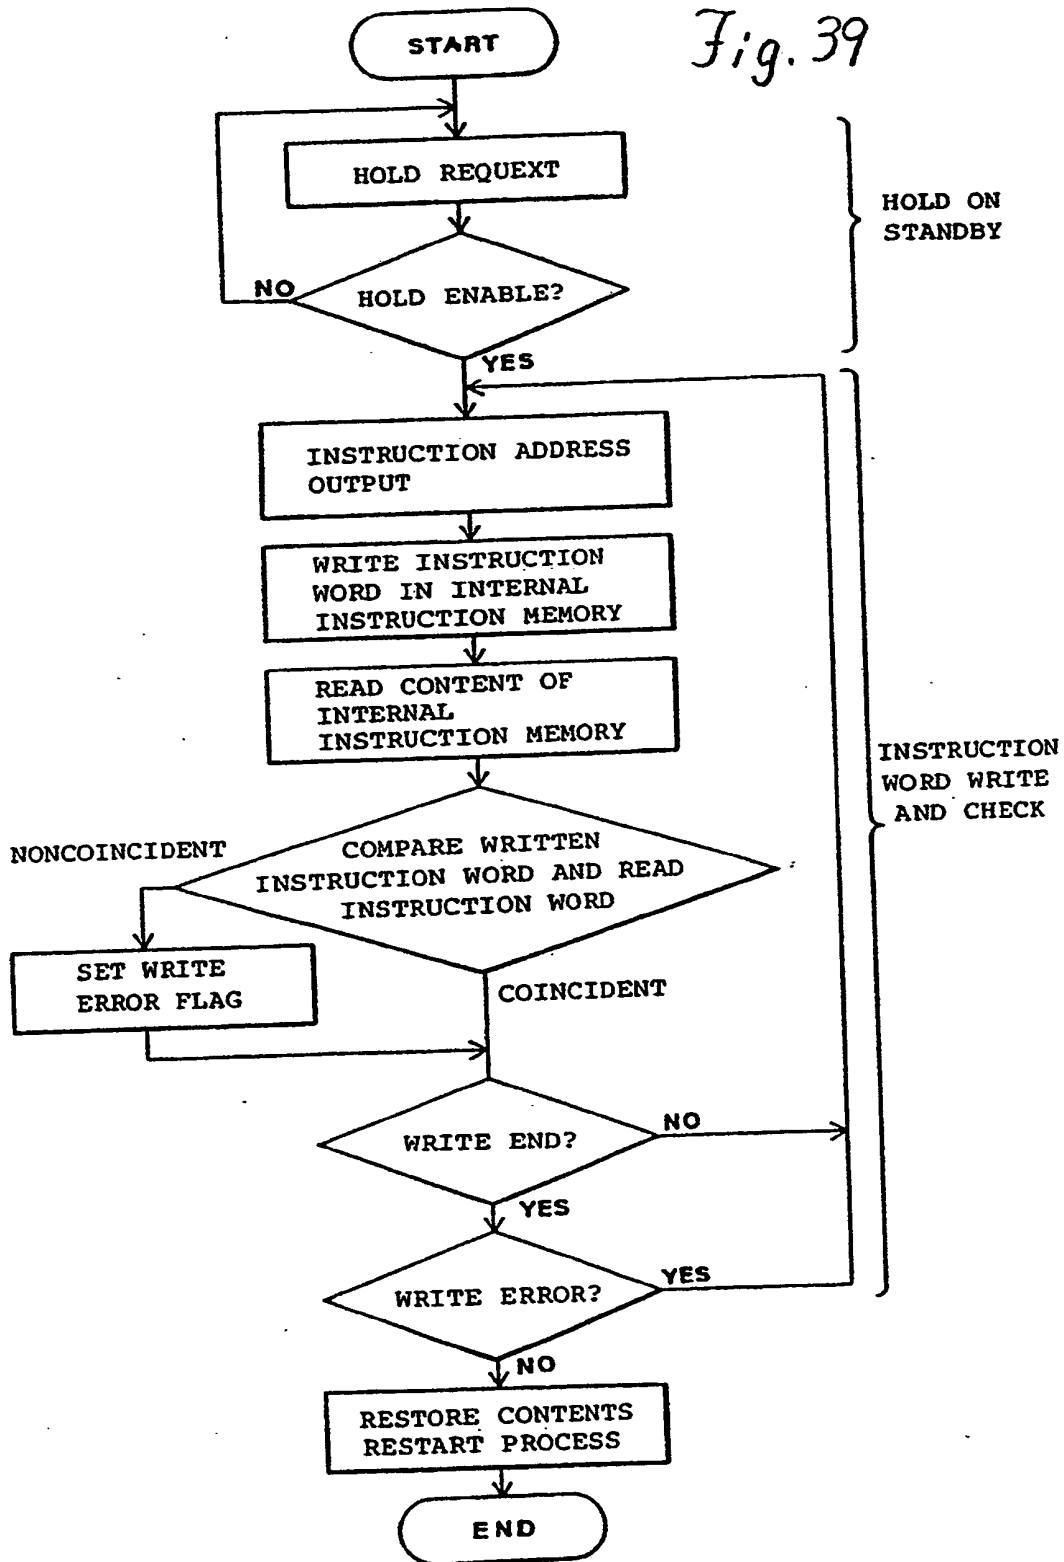 Fig. 39
START
HOLD REQUEXT
HOLD ON
STANDBY
NO
HOLD ENABLE?
YES
INSTRUCTION ADDRESS
OUTPUT
WRITE INSTRUCTION
WORD IN INTERNAL
INSTRUCTION MEMORY
READ CONTENT OF
INTERNAL
INSTRUCTION MEMORY
INSTRUCTION
WORD WRITE
AND CHECK
NONCOINCIDENT
COMPARE WRITTEN
INSTRUCTION WORD AND READ
INSTRUCTION WORD
SET WRITE
ERROR FLAG
COINCIDENT
WRITE END?
NO
YES
WRITE ERROR?
YES
NO
RESTORE CONTENTS
RESTART PROCESS
END